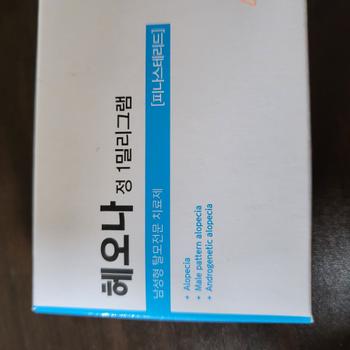 헤오나 정 1밀리그램
남성형 탈모전문 치료제 [피나스테리드]
+ Alopecia
+ Male pattern alopecia
+ Androgenetic alopecia